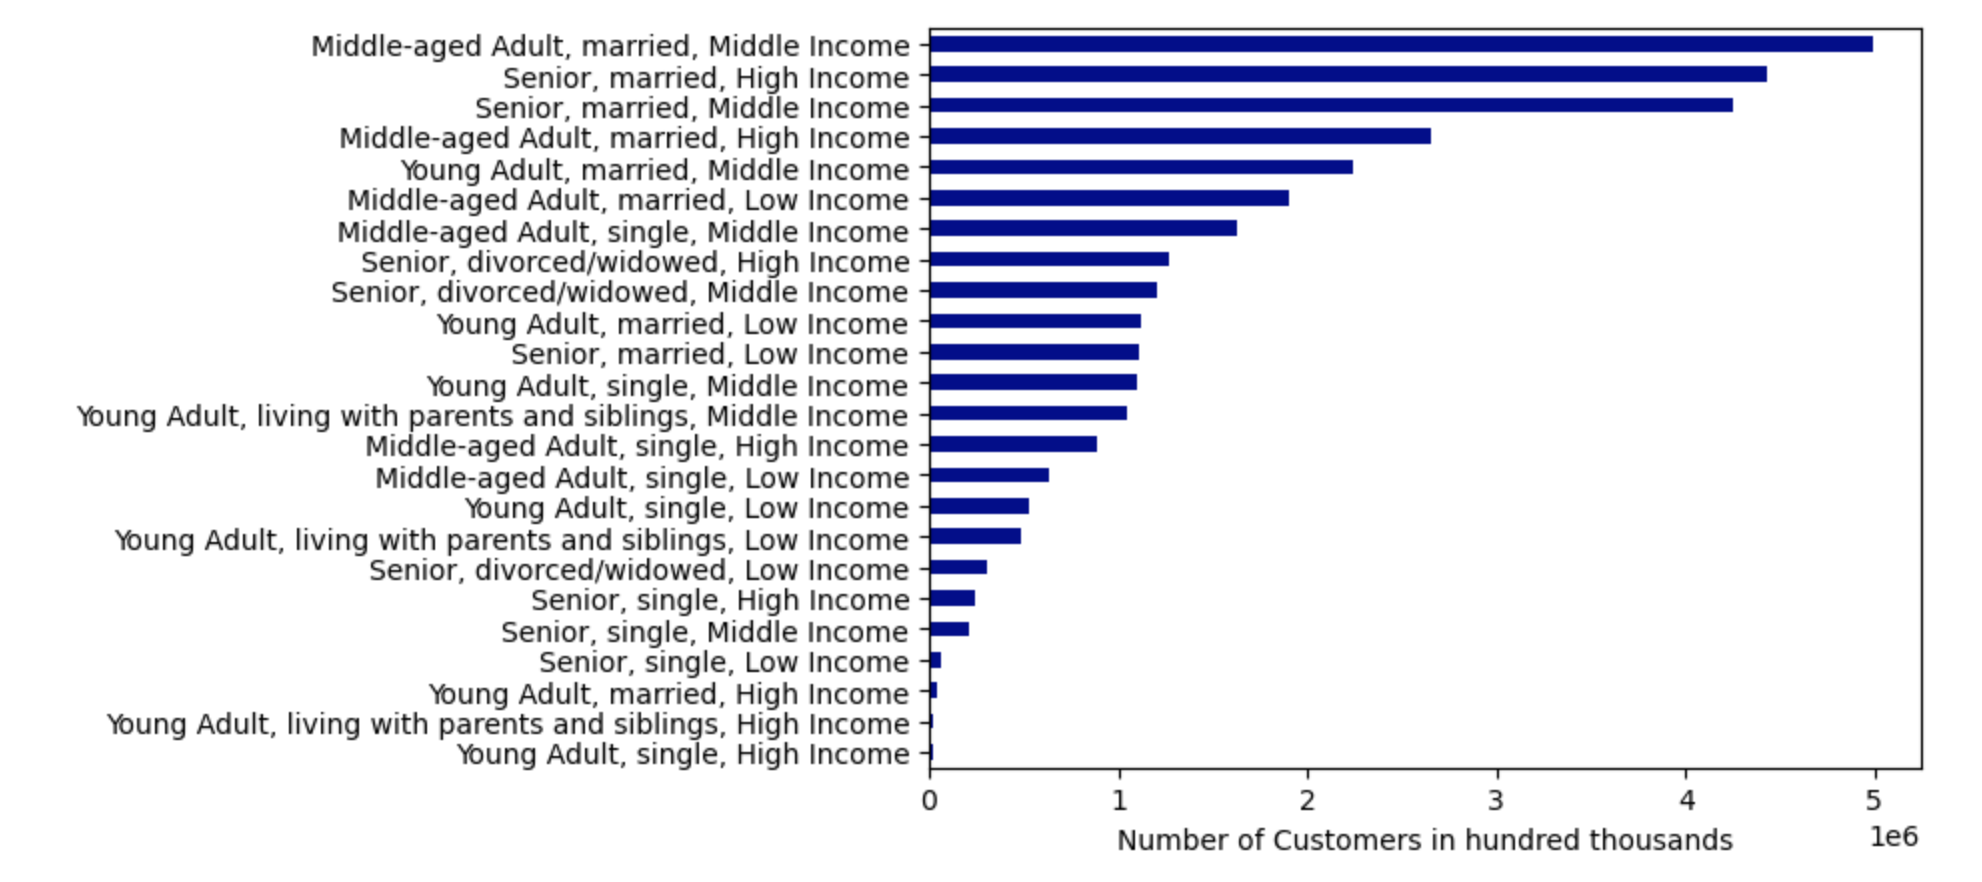 Middle-aged Adult, married, Middle Income
Senior, married, High Income
Senior, married, Middle Income
Middle-aged Adult, married, High Income
Young Adult, married, Middle Income
Middle-aged Adult, married, Low Income
Middle-aged Adult, single, Middle Income
Senior, divorced/widowed, High Income
Senior, divorced/widowed, Middle Income
Young Adult, married, Low Income
Senior, married, Low Income
Young Adult, single, Middle Income
Young Adult, living with parents and siblings, Middle Income
Middle-aged Adult, single, High Income
Middle-aged Adult, single, Low Income
Young Adult, single, Low Income
Young Adult, living with parents and siblings, Low Income
Senior, divorced/widowed, Low Income
Senior, single, High Income
Senior, single, Middle Income
Senior, single, Low Income
Young Adult, married, High Income
Young Adult, living with parents and siblings, High Income
Young Adult, single, High Income
0 1 2 3 4 5
Number of Customers in hundred thousands 1e6